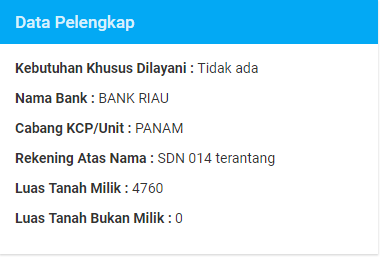 Data Pelengkap
Kebutuhan Khusus Dilayani : Tidak ada
Nama Bank : BANK RIAU
Cabang KCP/Unit : PANAM
Rekening Atas Nama : SDN 014 terantang
Luas Tanah Milik : 4760
Luas Tanah Bukan Milik : 0